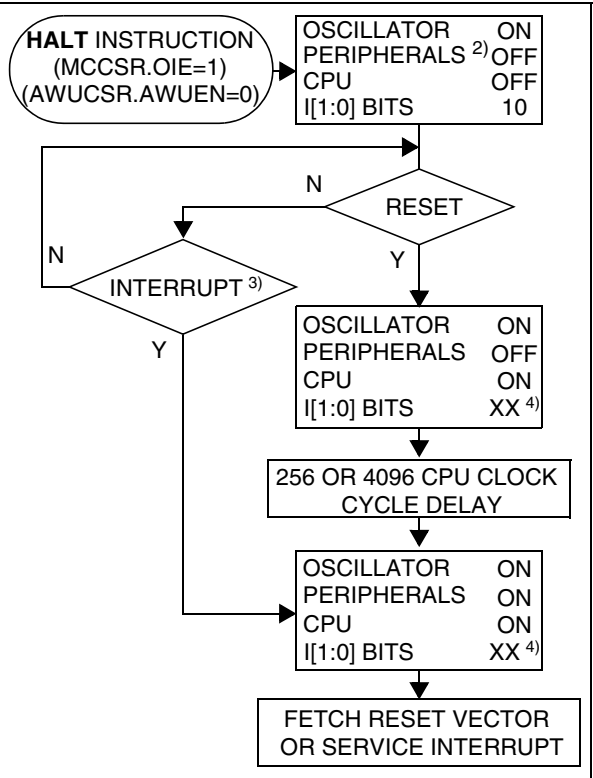 HALT INSTRUCTION
(MCCSR.OIE=1)
(AWUCSR.AWUEN=0)
OSCILLATOR ON
PERIPHERALS 2) OFF
CPU OFF
I[1:0] BITS 10
N
RESET
Y
N
INTERRUPT 3)
Y
OSCILLATOR ON
PERIPHERALS OFF
CPU ON
I[1:0] BITS XX 4)
256 OR 4096 CPU CLOCK
CYCLE DELAY
OSCILLATOR ON
PERIPHERALS ON
CPU ON
I[1:0] BITS XX 4)
FETCH RESET VECTOR
OR SERVICE INTERRUPT